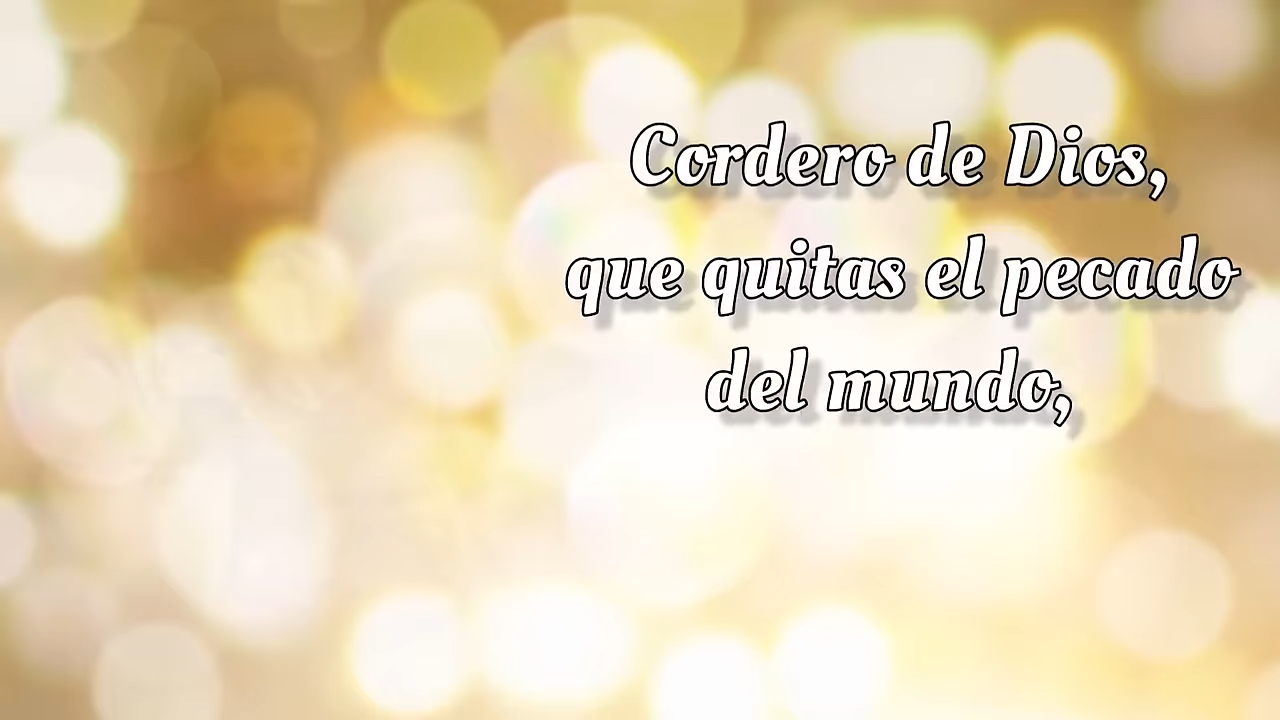 Cordero de Dios,
que quitas el pecado
del mundo,